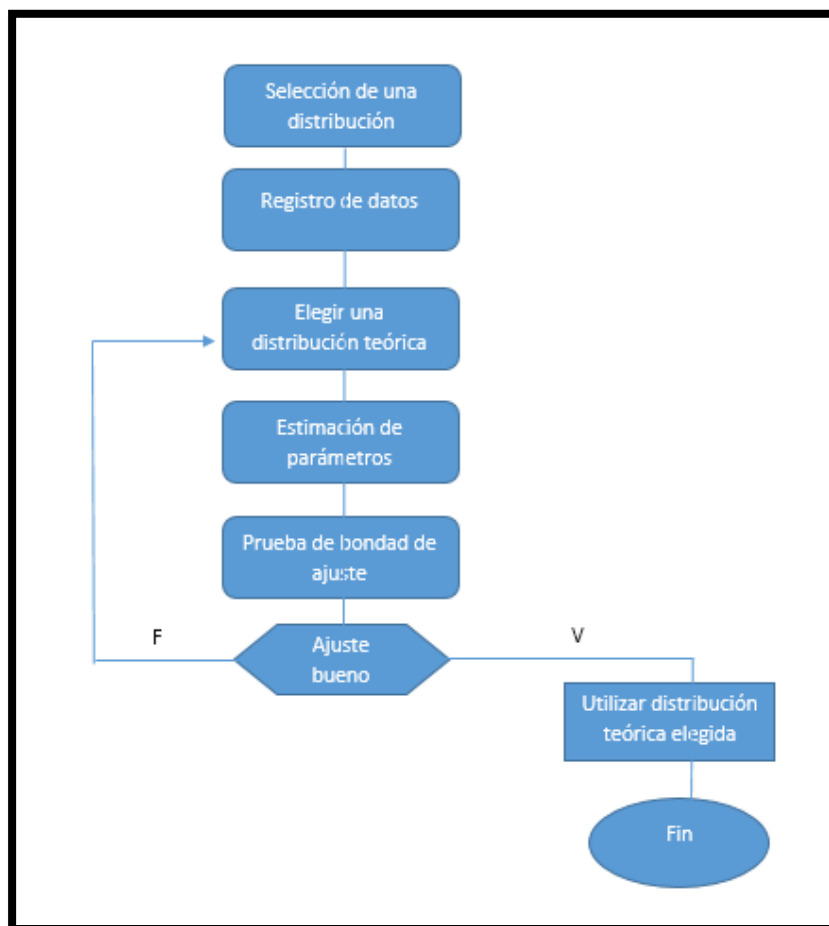 Selección de una
distribución
Registro de datos
Elegir una
distribución teórica
Estimación de
parámetros
Prueba de bondad de
ajuste
F
Ajuste
bueno
V
Utilizar distribución
teórica elegida
Fin